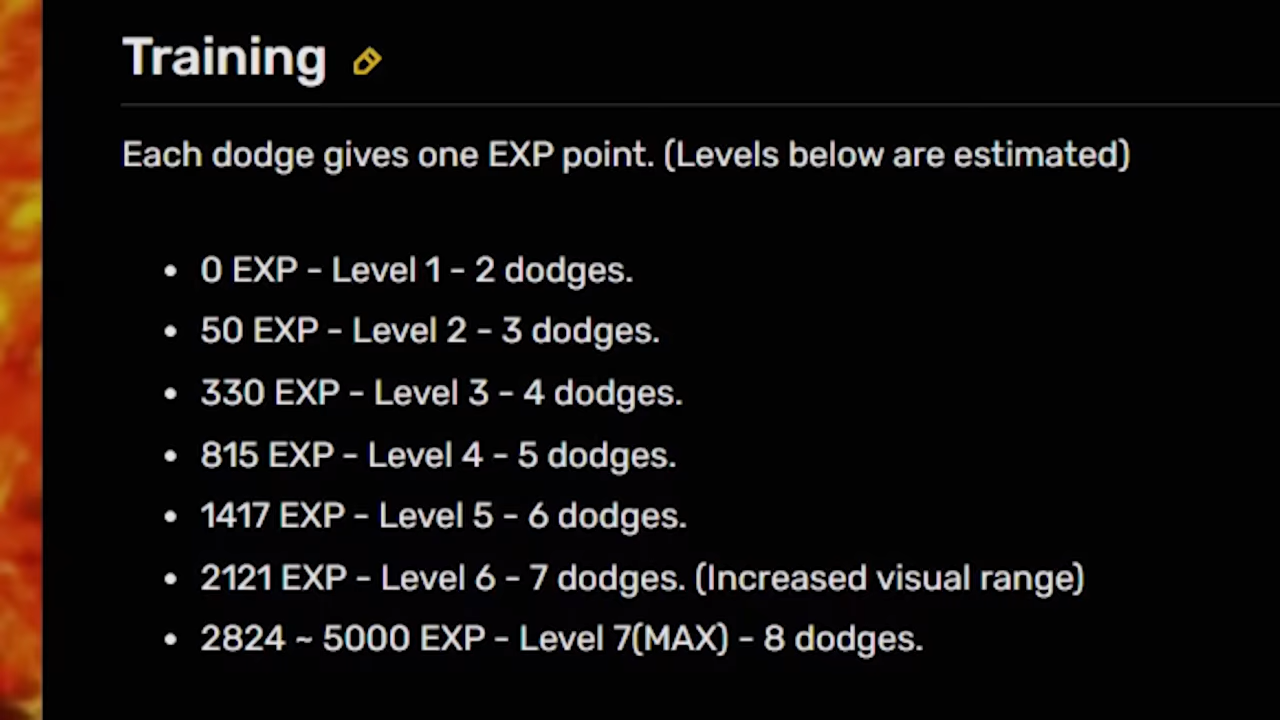 Training
Each dodge gives one EXP point. (Levels below are estimated)
• 0 EXP - Level 1 - 2 dodges.
• 50 EXP - Level 2 - 3 dodges.
• 330 EXP - Level 3 - 4 dodges.
• 815 EXP - Level 4 - 5 dodges.
• 1417 EXP - Level 5 - 6 dodges.
• 2121 EXP - Level 6 - 7 dodges. (Increased visual range)
• 2824 ~ 5000 EXP - Level 7(MAX) - 8 dodges.